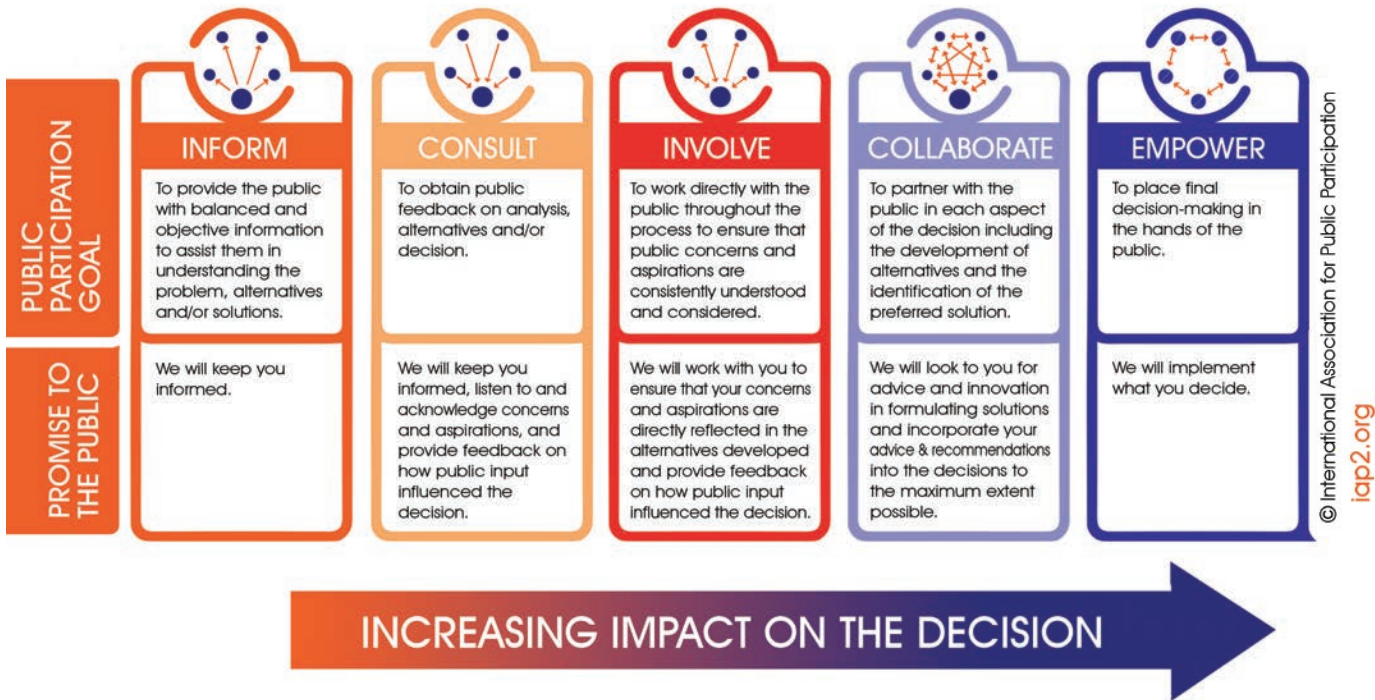 PUBLIC
PARTICIPATION
GOAL
INFORM
To provide the public
with balanced and
objective information
to assist them in
understanding the
problem, alternatives
and/or solutions.
CONSULT
To obtain public
feedback on analysis,
alternatives and/or
decision.
INVOLVE
To work directly with the
public throughout the
process to ensure that
public concerns and
aspirations are
consistently understood
and considered.
COLLABORATE
To partner with the
public in each aspect
of the decision including
the development of
alternatives and the
identification of the
preferred solution.
EMPOWER
To place final
decision-making in
the hands of the
public.
PROMISE TO
THE PUBLIC
We will keep you
informed.
We will keep you
informed, listen to and
acknowledge concerns
and aspirations, and
provide feedback on
how public input
influenced the
decision.
We will work with you to
ensure that your concerns
and aspirations are
directly reflected in the
alternatives developed
and provide feedback
on how public input
influenced the decision.
We will look to you for
advice and innovation
in formulating solutions
and incorporate your
advice & recommendations
into the decisions to
the maximum extent
possible.
We will implement
what you decide.
© International Association for Public Participation
iap2.org
INCREASING IMPACT ON THE DECISION